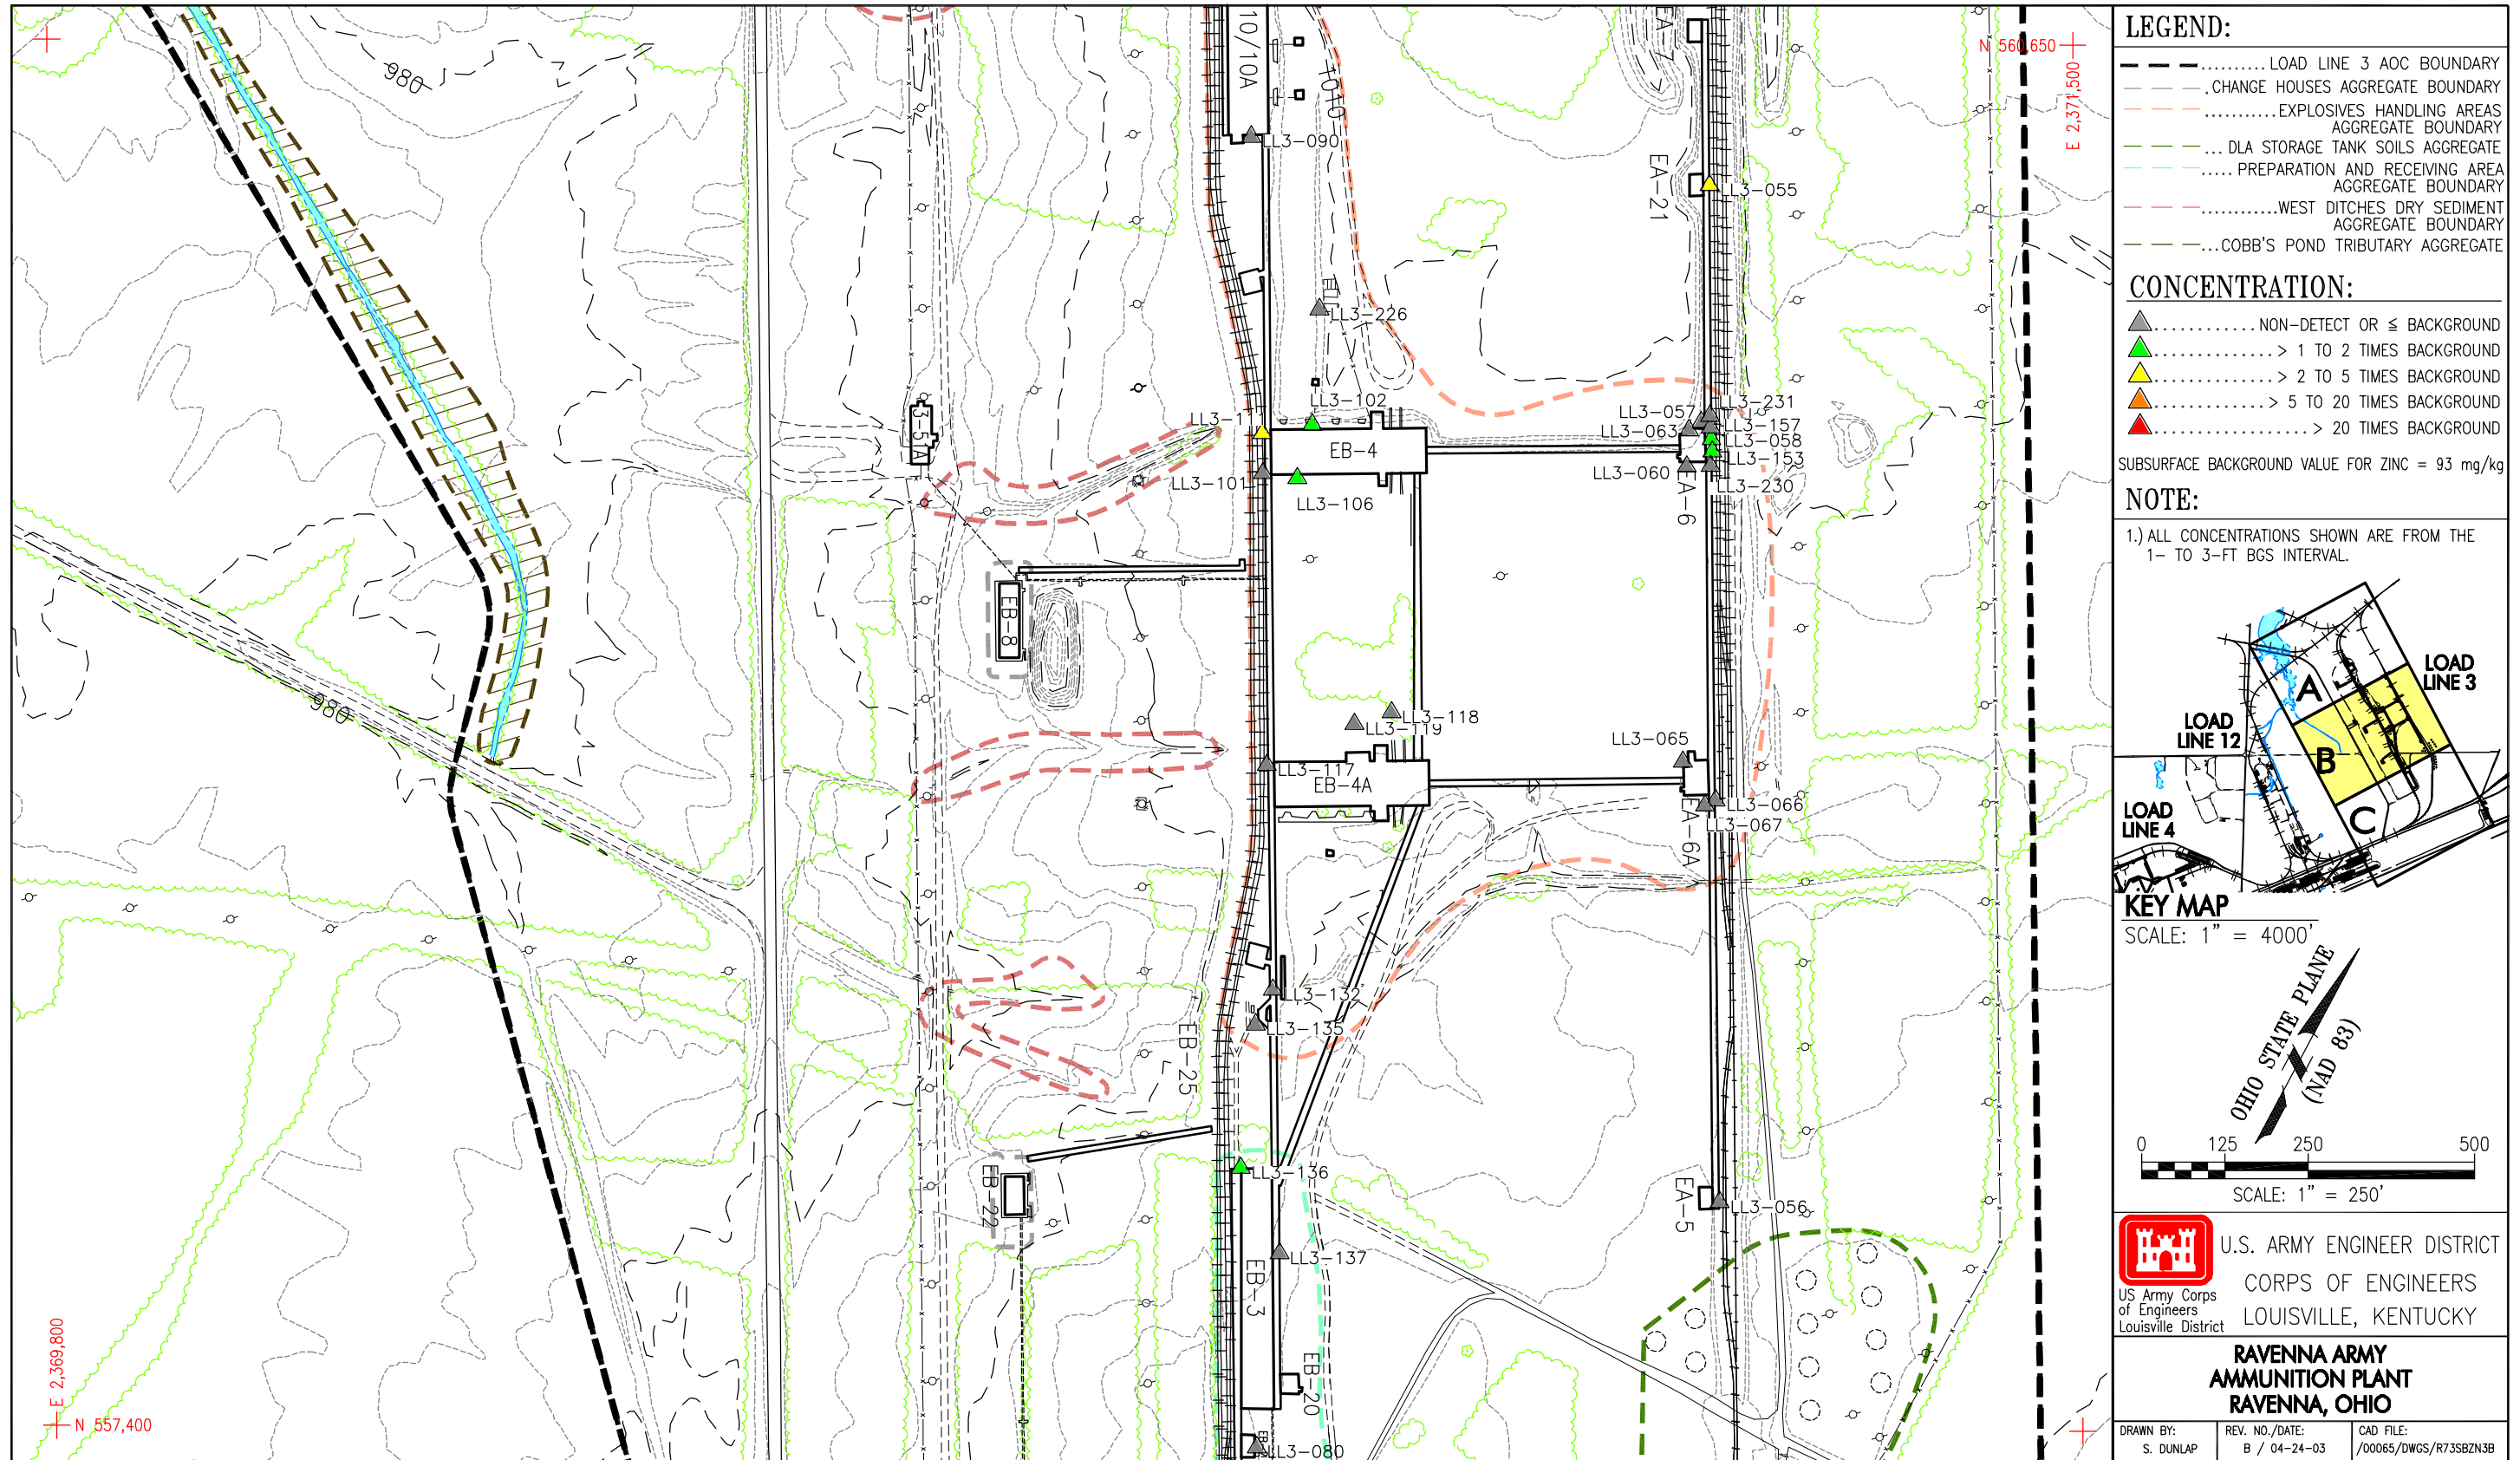 980
10/10A
1010
EA-7
N 560,650
E 2,371,500
LL3-090
EA-21
LL3-055
LL3-226
LL3-102
LL3-231
LL3-057
LL3-157
LL3-063
LL3-058
LL3-153
LL3-060
LL3-230
EA-6
3-51A
EB-4
LL3-101
LL3-106
EB-8
980
LL3-118
LL3-119
LL3-065
LL3-117
EB-4A
LL3-066
LL3-067
EA-6A
LL3-132
LL3-135
EB-25
LL3-136
EB-22
LL3-056
EA-5
LL3-137
EB-3
EB-20
LL3-080
E 2,369,800
N 557,400
LEGEND:
.......... LOAD LINE 3 AOC BOUNDARY
. CHANGE HOUSES AGGREGATE BOUNDARY
........... EXPLOSIVES HANDLING AREAS
AGGREGATE BOUNDARY
... DLA STORAGE TANK SOILS AGGREGATE
..... PREPARATION AND RECEIVING AREA
AGGREGATE BOUNDARY
........... WEST DITCHES DRY SEDIMENT
AGGREGATE BOUNDARY
... COBB'S POND TRIBUTARY AGGREGATE
CONCENTRATION:
............ NON-DETECT OR ≤ BACKGROUND
.............. > 1 TO 2 TIMES BACKGROUND
.............. > 2 TO 5 TIMES BACKGROUND
............. > 5 TO 20 TIMES BACKGROUND
.................. > 20 TIMES BACKGROUND
SUBSURFACE BACKGROUND VALUE FOR ZINC = 93 mg/kg
NOTE:
1.) ALL CONCENTRATIONS SHOWN ARE FROM THE
1- TO 3-FT BGS INTERVAL.
LOAD
LINE 3
A
LOAD
LINE 12
B
LOAD
LINE 4
C
KEY MAP
SCALE: 1" = 4000'
OHIO STATE PLANE
(NAD 83)
0 125 250 500
SCALE: 1" = 250'
US Army Corps
of Engineers
Louisville District
U.S. ARMY ENGINEER DISTRICT
CORPS OF ENGINEERS
LOUISVILLE, KENTUCKY
RAVENNA ARMY
AMMUNITION PLANT
RAVENNA, OHIO
DRAWN BY:
S. DUNLAP
REV. NO./DATE:
B / 04-24-03
CAD FILE:
/00065/DWGS/R73SBZN3B